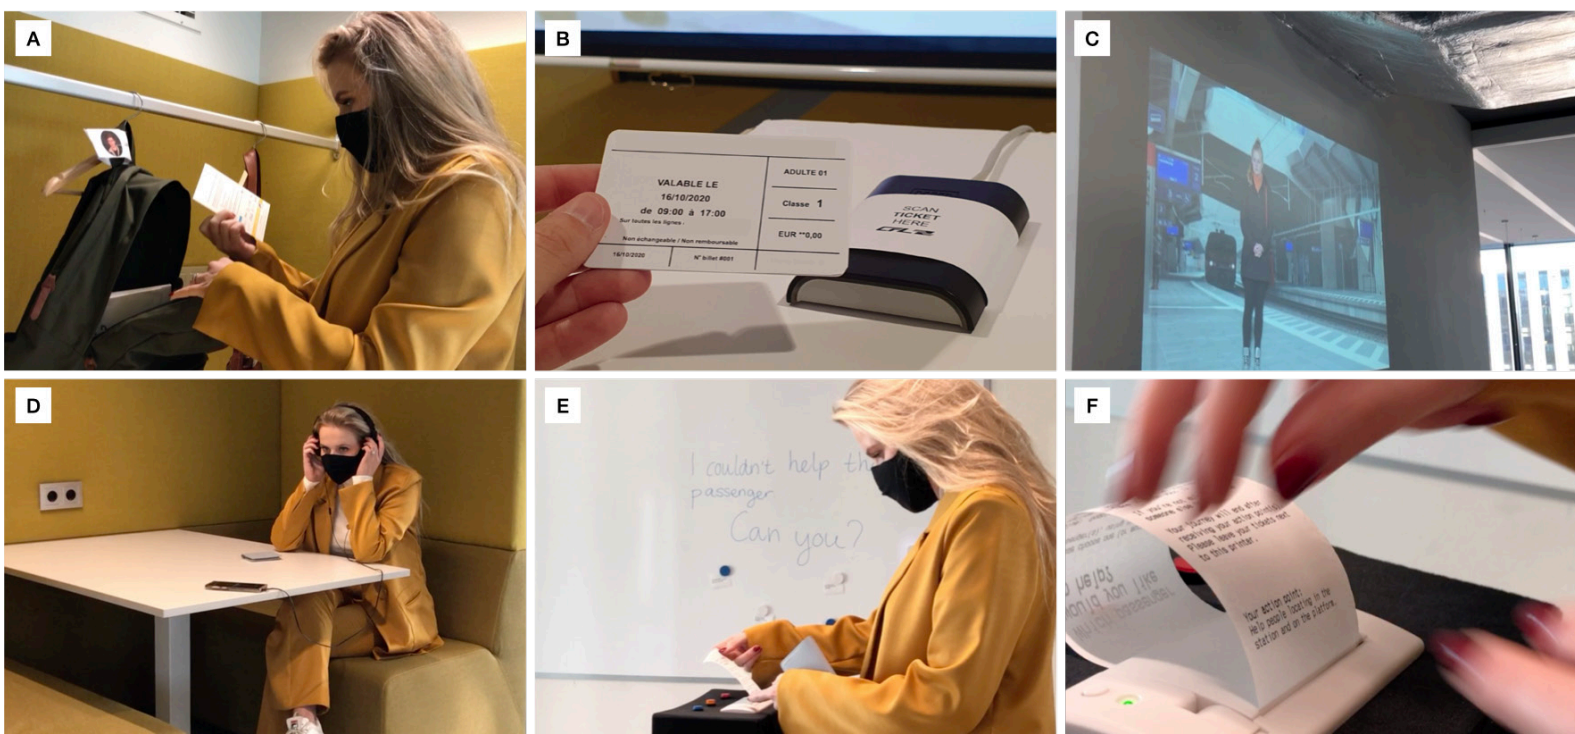 A
B
VALABLE LE
16/10/2020
de 09:00 à 17:00
Sur toutes les lignes :
Non échangeable / Non remboursable
16/10/2020
N° billet #001
ADULTE 01
Classe 1
EUR **0,00
SCAN
TICKET
HERE
C
D
E
I couldn't help
passenger
Can you?
F
someone else
Your journey will end after
receiving your action point(s).
Please leave your tickets next
to this printer.
Your action point:
Help people locating in the
station and on the platform.